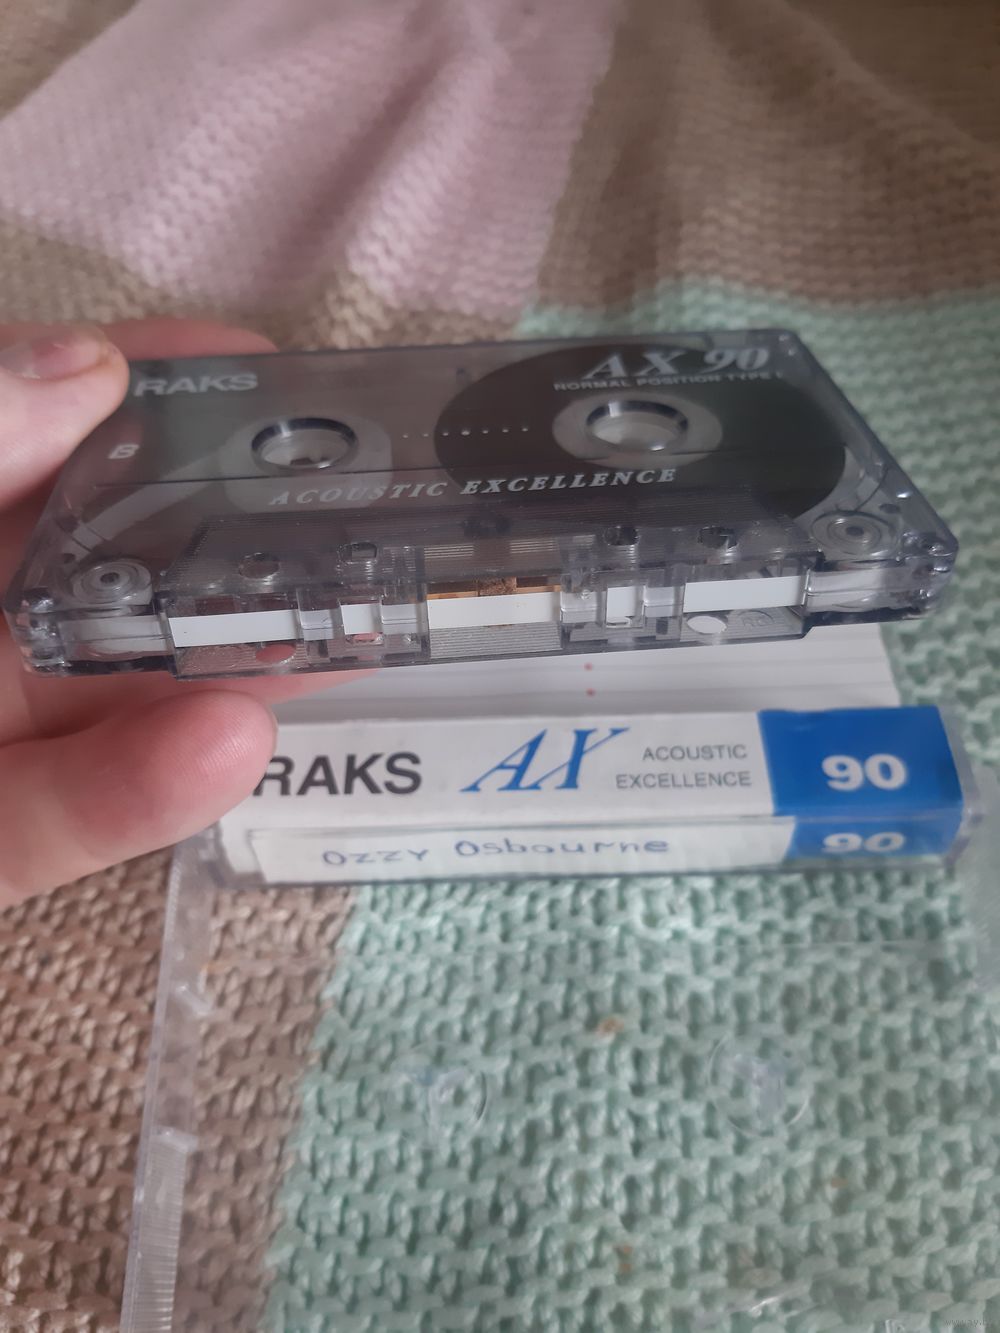 RAKS
AX 90
NORMAL POSITION TYPE I
B
ACOUSTIC EXCELLENCE
RAKS
AX
ACOUSTIC
EXCELLENCE
90
Ozzy Osbourne
90